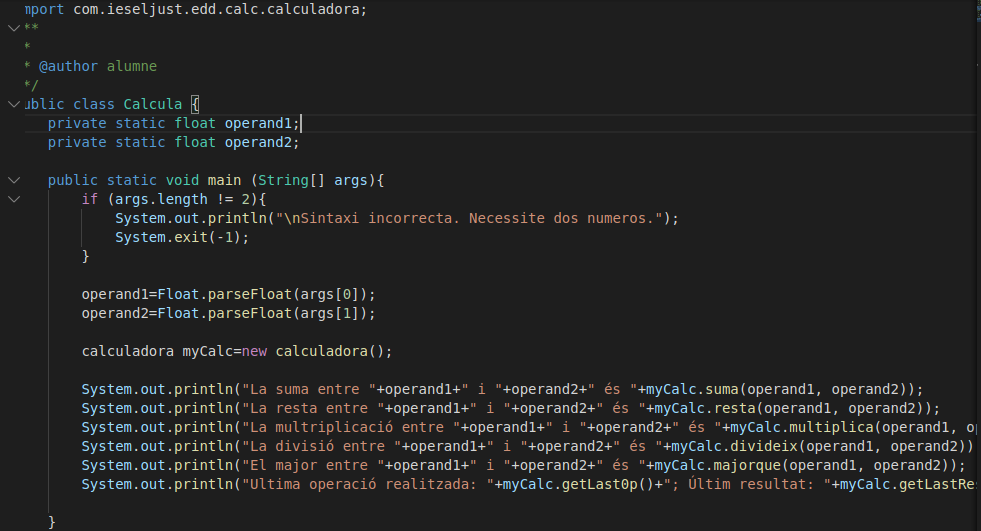 mport com.ieseljust.edd.calc.calculadora;
**
*
* @author alumne
*/
ublic class Calcula {
private static float operand1;
private static float operand2;
public static void main (String[] args){
if (args.length != 2){
System.out.println("\nSintaxi incorrecta. Necessite dos numeros.");
System.exit(-1);
}
operand1=Float.parseFloat(args[0]);
operand2=Float.parseFloat(args[1]);
calculadora myCalc=new calculadora();
System.out.println("La suma entre "+operand1+" i "+operand2+" és "+myCalc.suma(operand1, operand2));
System.out.println("La resta entre "+operand1+" i "+operand2+" és "+myCalc.resta(operand1, operand2));
System.out.println("La multriplicació entre "+operand1+" i "+operand2+" és "+myCalc.multiplica(operand1, op
System.out.println("La divisió entre "+operand1+" i "+operand2+" és "+myCalc.divideix(operand1, operand2))
System.out.println("El major entre "+operand1+" i "+operand2+" és "+myCalc.majorque(operand1, operand2));
System.out.println("Ultima operació realitzada: "+myCalc.getLastOp()+"; Últim resultat: "+myCalc.getLastRes
}